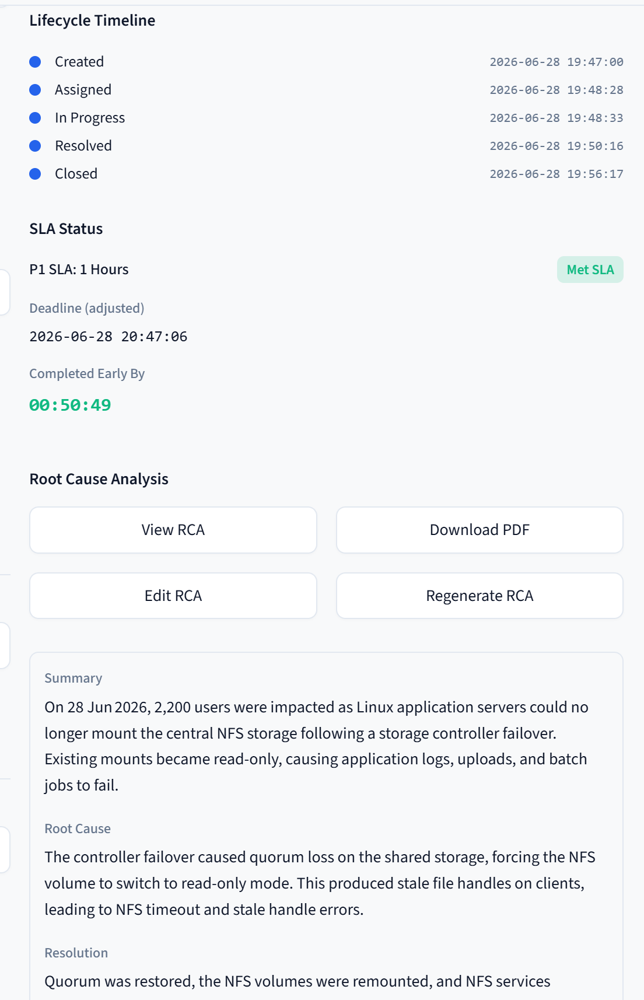 Lifecycle Timeline
Created 2026-06-28 19:47:00
Assigned 2026-06-28 19:48:28
In Progress 2026-06-28 19:48:33
Resolved 2026-06-28 19:50:16
Closed 2026-06-28 19:56:17
SLA Status
P1 SLA: 1 Hours Met SLA
Deadline (adjusted)
2026-06-28 20:47:06
Completed Early By
00:50:49
Root Cause Analysis
View RCA Download PDF
Edit RCA Regenerate RCA
Summary
On 28 Jun 2026, 2,200 users were impacted as Linux application servers could no
longer mount the central NFS storage following a storage controller failover.
Existing mounts became read-only, causing application logs, uploads, and batch
jobs to fail.
Root Cause
The controller failover caused quorum loss on the shared storage, forcing the NFS
volume to switch to read-only mode. This produced stale file handles on clients,
leading to NFS timeout and stale handle errors.
Resolution
Quorum was restored, the NFS volumes were remounted, and NFS services